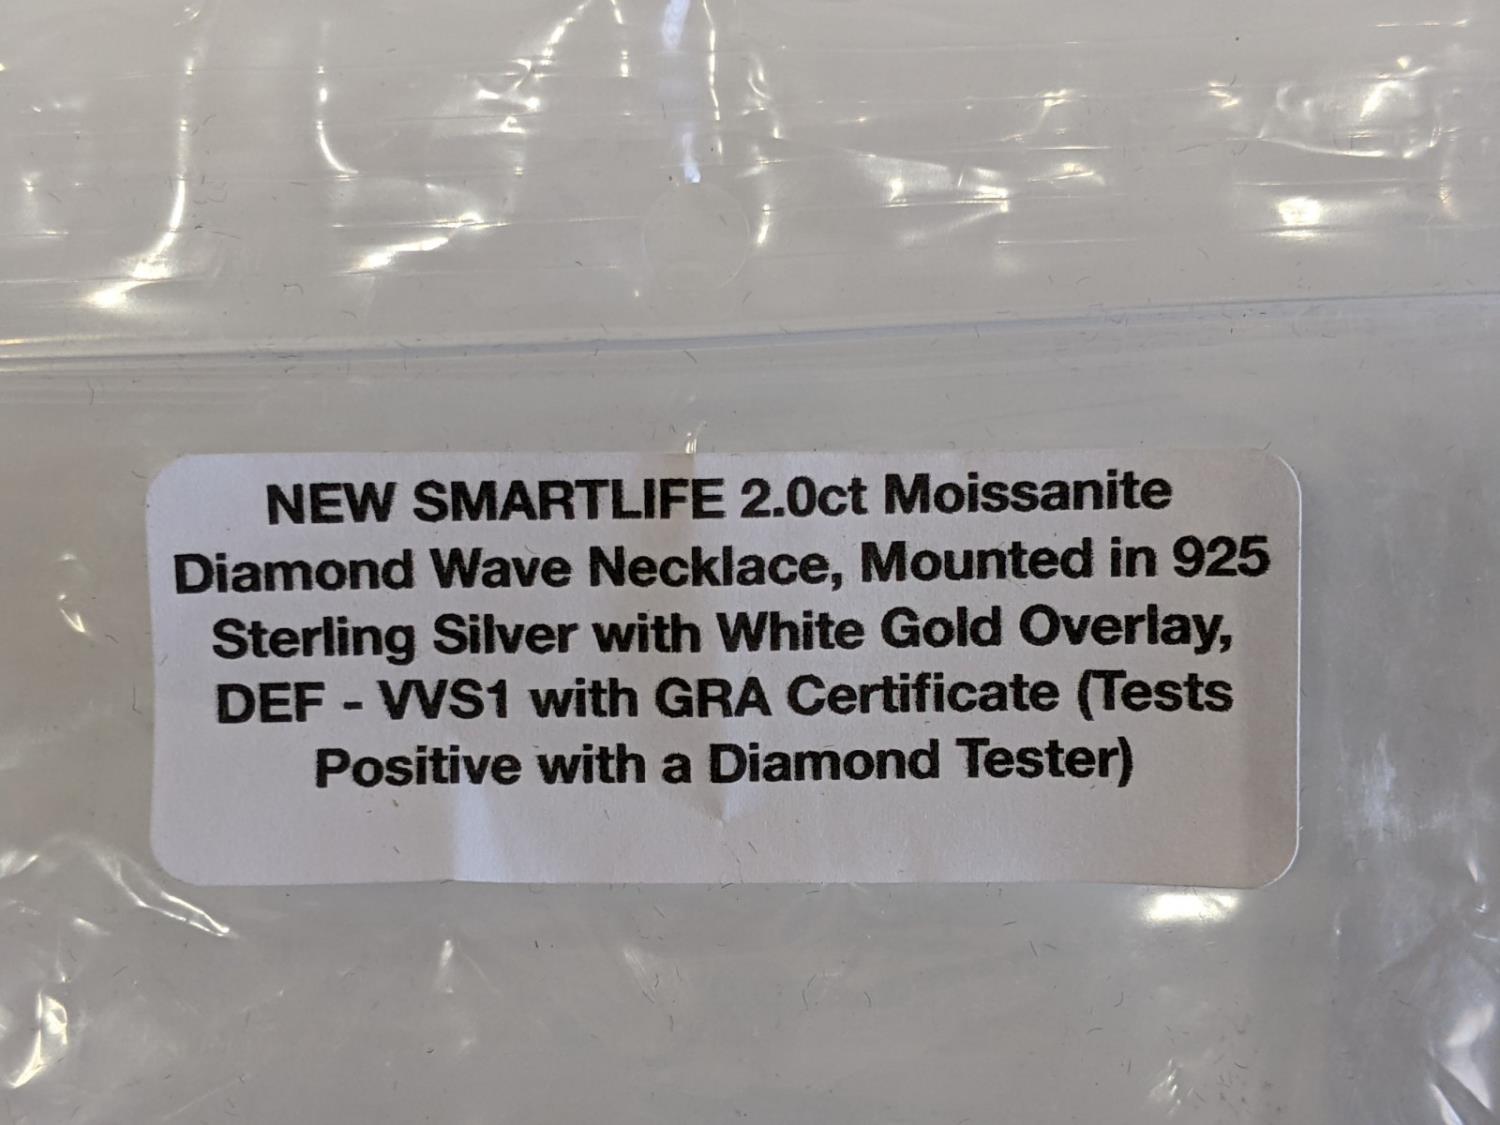 NEW SMARTLIFE 2.0ct Moissanite
Diamond Wave Necklace, Mounted in 925
Sterling Silver with White Gold Overlay,
DEF - VVS1 with GRA Certificate (Tests
Positive with a Diamond Tester)